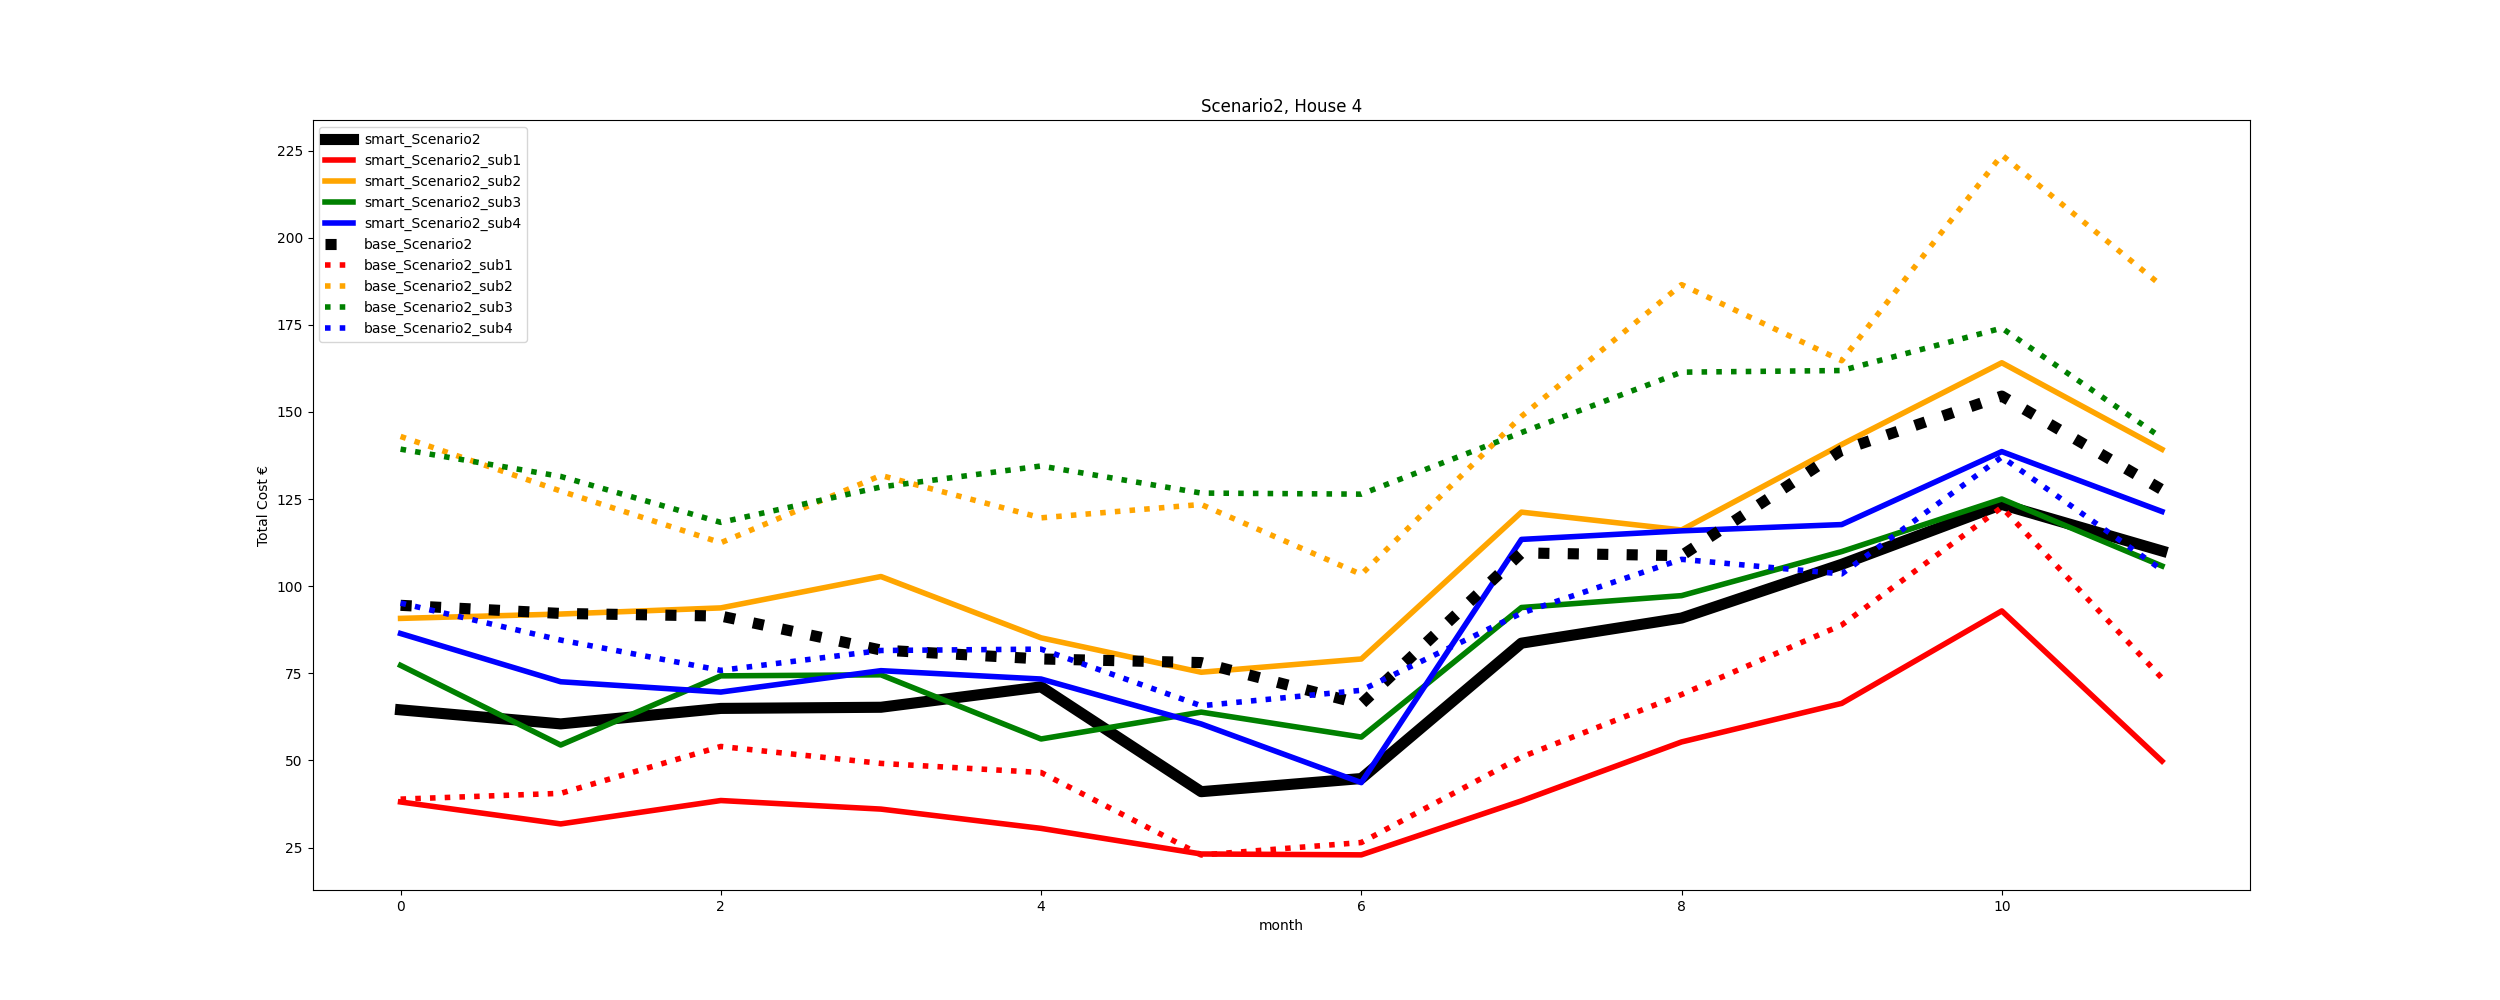 Scenario2, House 4
smart_Scenario2
smart_Scenario2_sub1
smart_Scenario2_sub2
smart_Scenario2_sub3
smart_Scenario2_sub4
base_Scenario2
base_Scenario2_sub1
base_Scenario2_sub2
base_Scenario2_sub3
base_Scenario2_sub4
Total Cost €
225
200
175
150
125
100
75
50
25
0 2 4 6 8 10
month